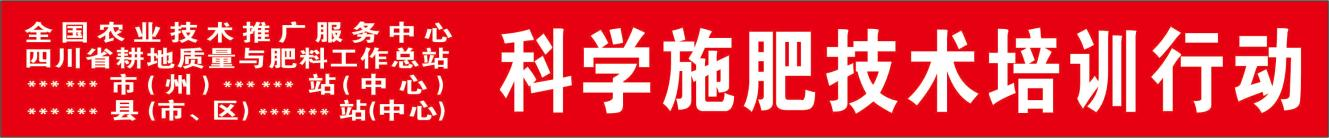 全国农业技术推广服务中心
四川省耕地质量与肥料工作总站
****** 市(州)****** 站(中心)
****** 县(市、区)****** 站(中心)
科学施肥技术培训行动